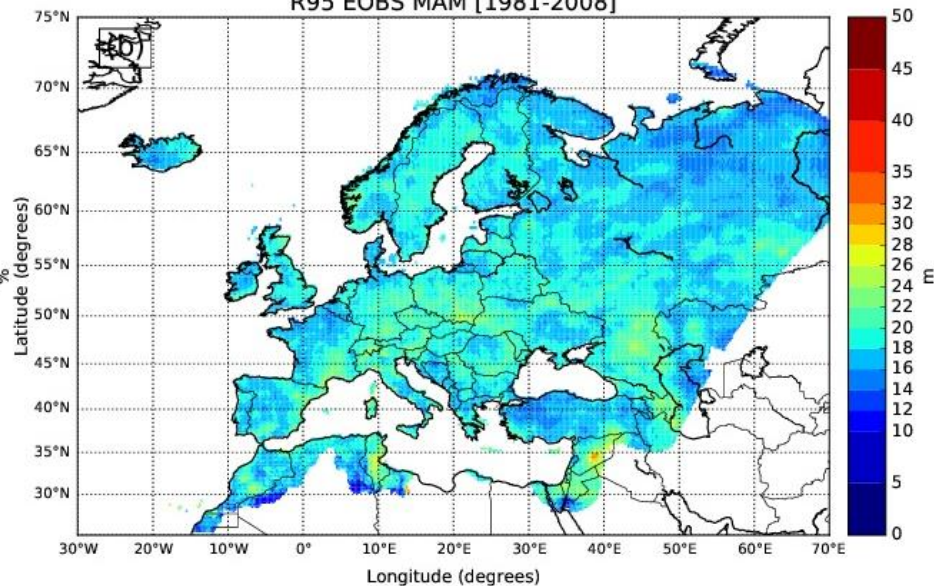 R95 EOBS MAM [1981-2008]
75°N
70°N
65°N
60°N
55°N
50°N
45°N
40°N
35°N
30°N
30°W 20°W 10°W 0° 10°E 20°E 30°E 40°E 50°E 60°E 70°E
Longitude (degrees)
Latitude (degrees)
%
b
50
45
40
35
32
30
28
26
24
22
20
18
16
14
12
10
5
0
m